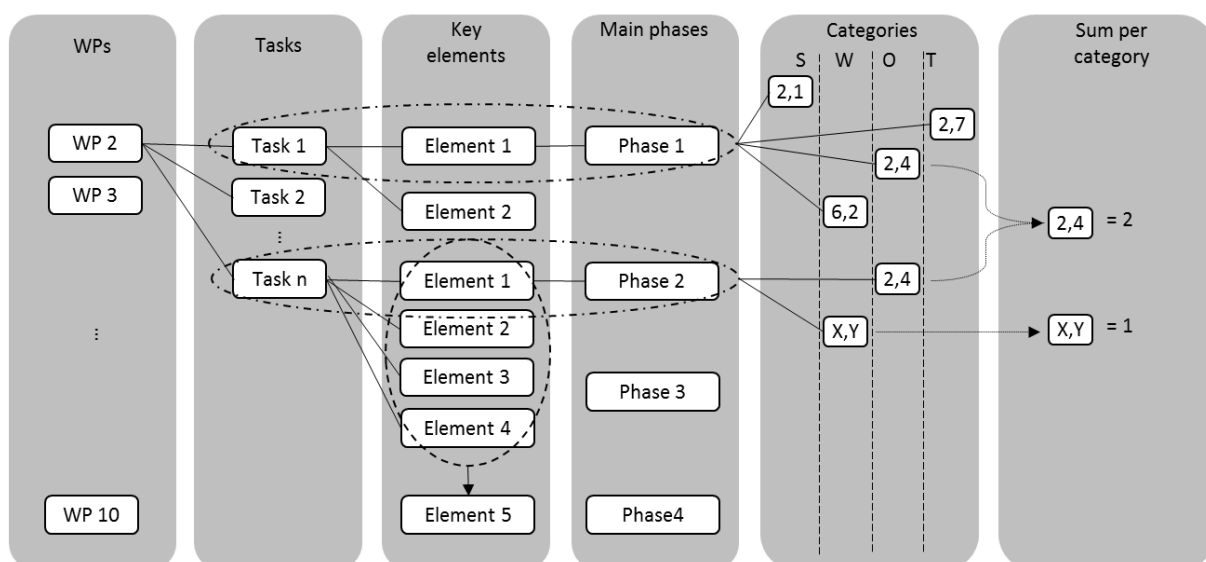 WPs
Tasks
Key
elements
Main phases
Categories
Sum per
category
S W O T
2,1
WP 2
Task 1
Element 1
Phase 1
2,7
2,4
WP 3
Task 2
Element 2
6,2
2,4 = 2
...
Task n
Element 1
Phase 2
2,4
...
Element 2
X,Y
X,Y = 1
Element 3
Phase 3
Element 4
WP 10
Element 5
Phase4